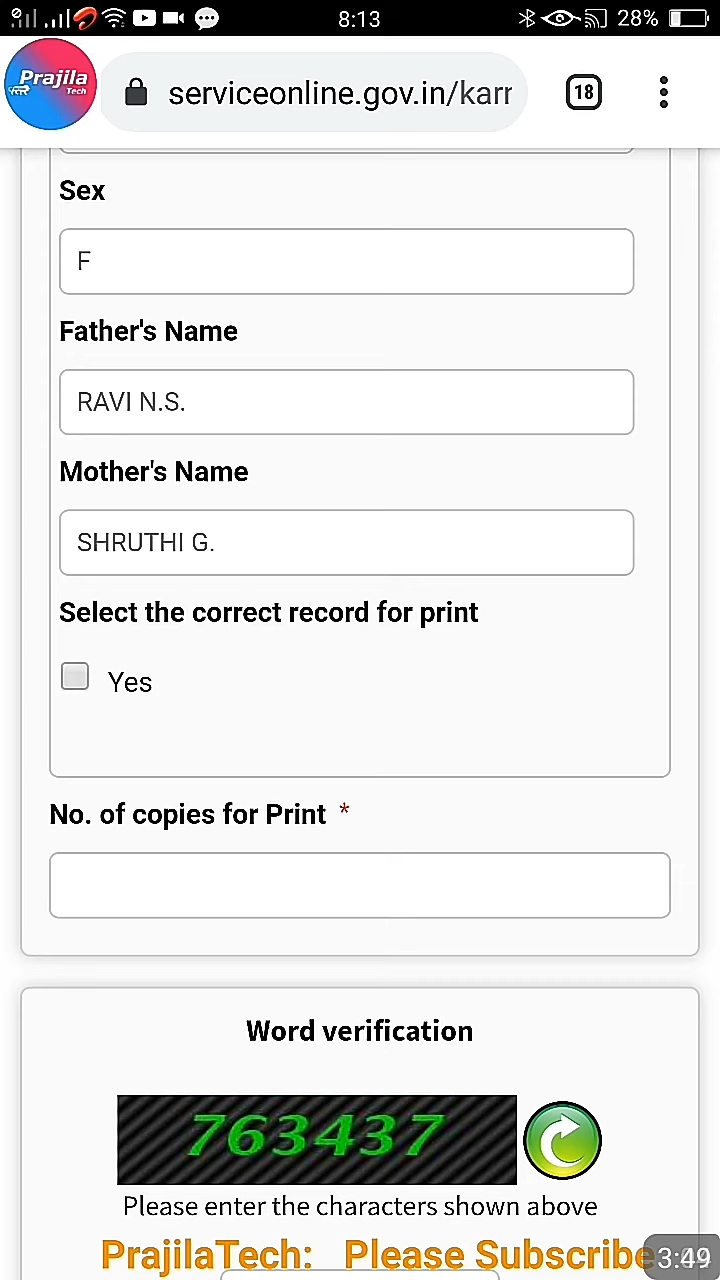 8:13
28%
Prajila
Tech
serviceonline.gov.in/karr
18
Sex
F
Father's Name
RAVI N.S.
Mother's Name
SHRUTHI G.
Select the correct record for print
Yes
No. of copies for Print *
Word verification
763437
Please enter the characters shown above
PrajilaTech: Please Subscribe
3:49